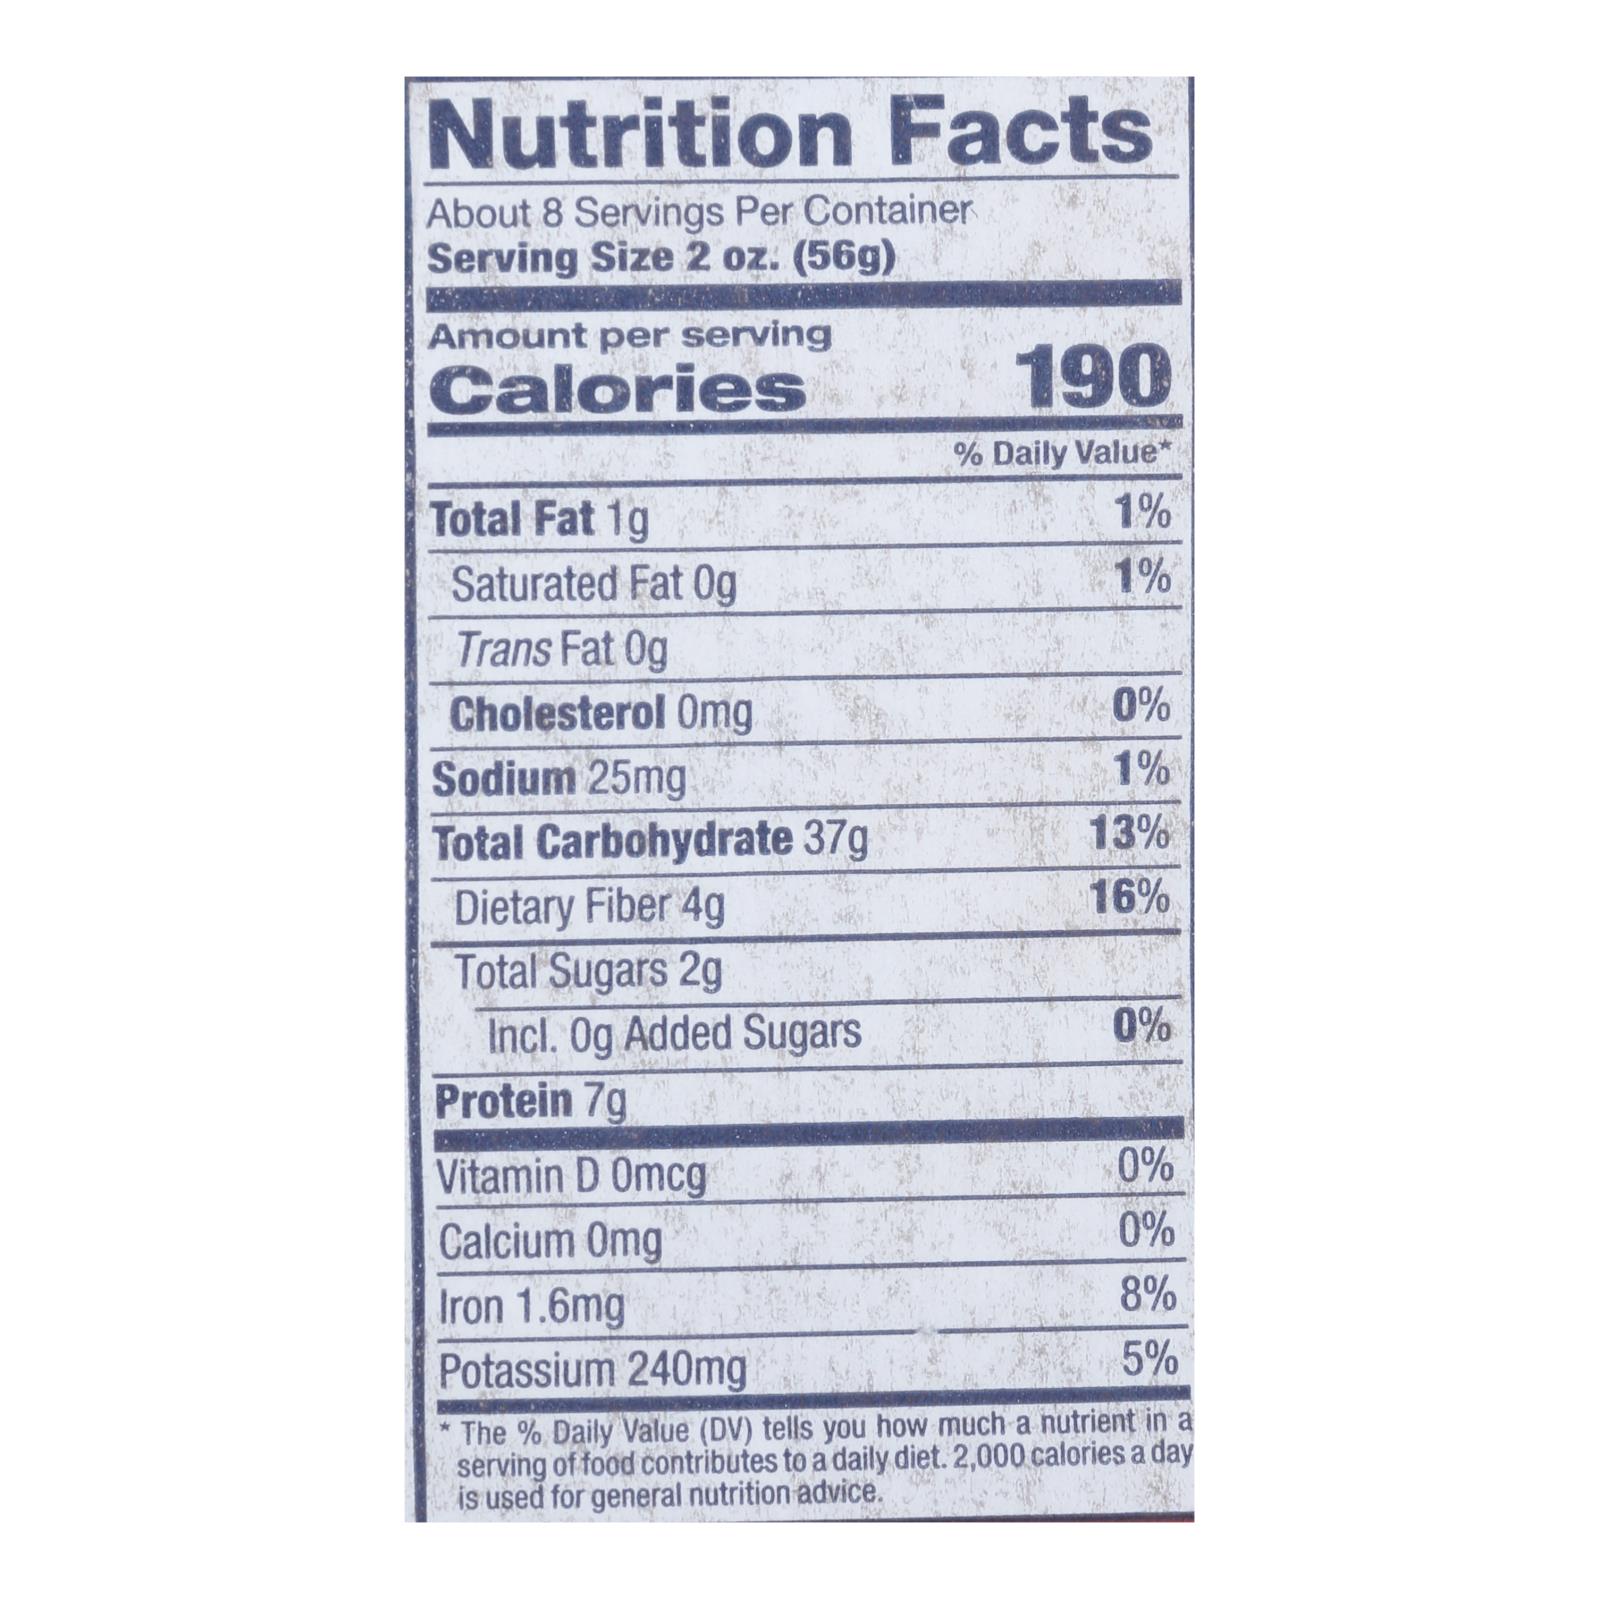 Nutrition Facts
About 8 Servings Per Container
Serving Size 2 oz. (56g)
Amount per serving
Calories 190
% Daily Value*
Total Fat 1g 1%
Saturated Fat 0g 1%
Trans Fat 0g
Cholesterol 0mg 0%
Sodium 25mg 1%
Total Carbohydrate 37g 13%
Dietary Fiber 4g 16%
Total Sugars 2g
Incl. 0g Added Sugars 0%
Protein 7g
Vitamin D 0mcg 0%
Calcium 0mg 0%
Iron 1.6mg 8%
Potassium 240mg 5%
* The % Daily Value (DV) tells you how much a nutrient in a
serving of food contributes to a daily diet. 2,000 calories a day
is used for general nutrition advice.